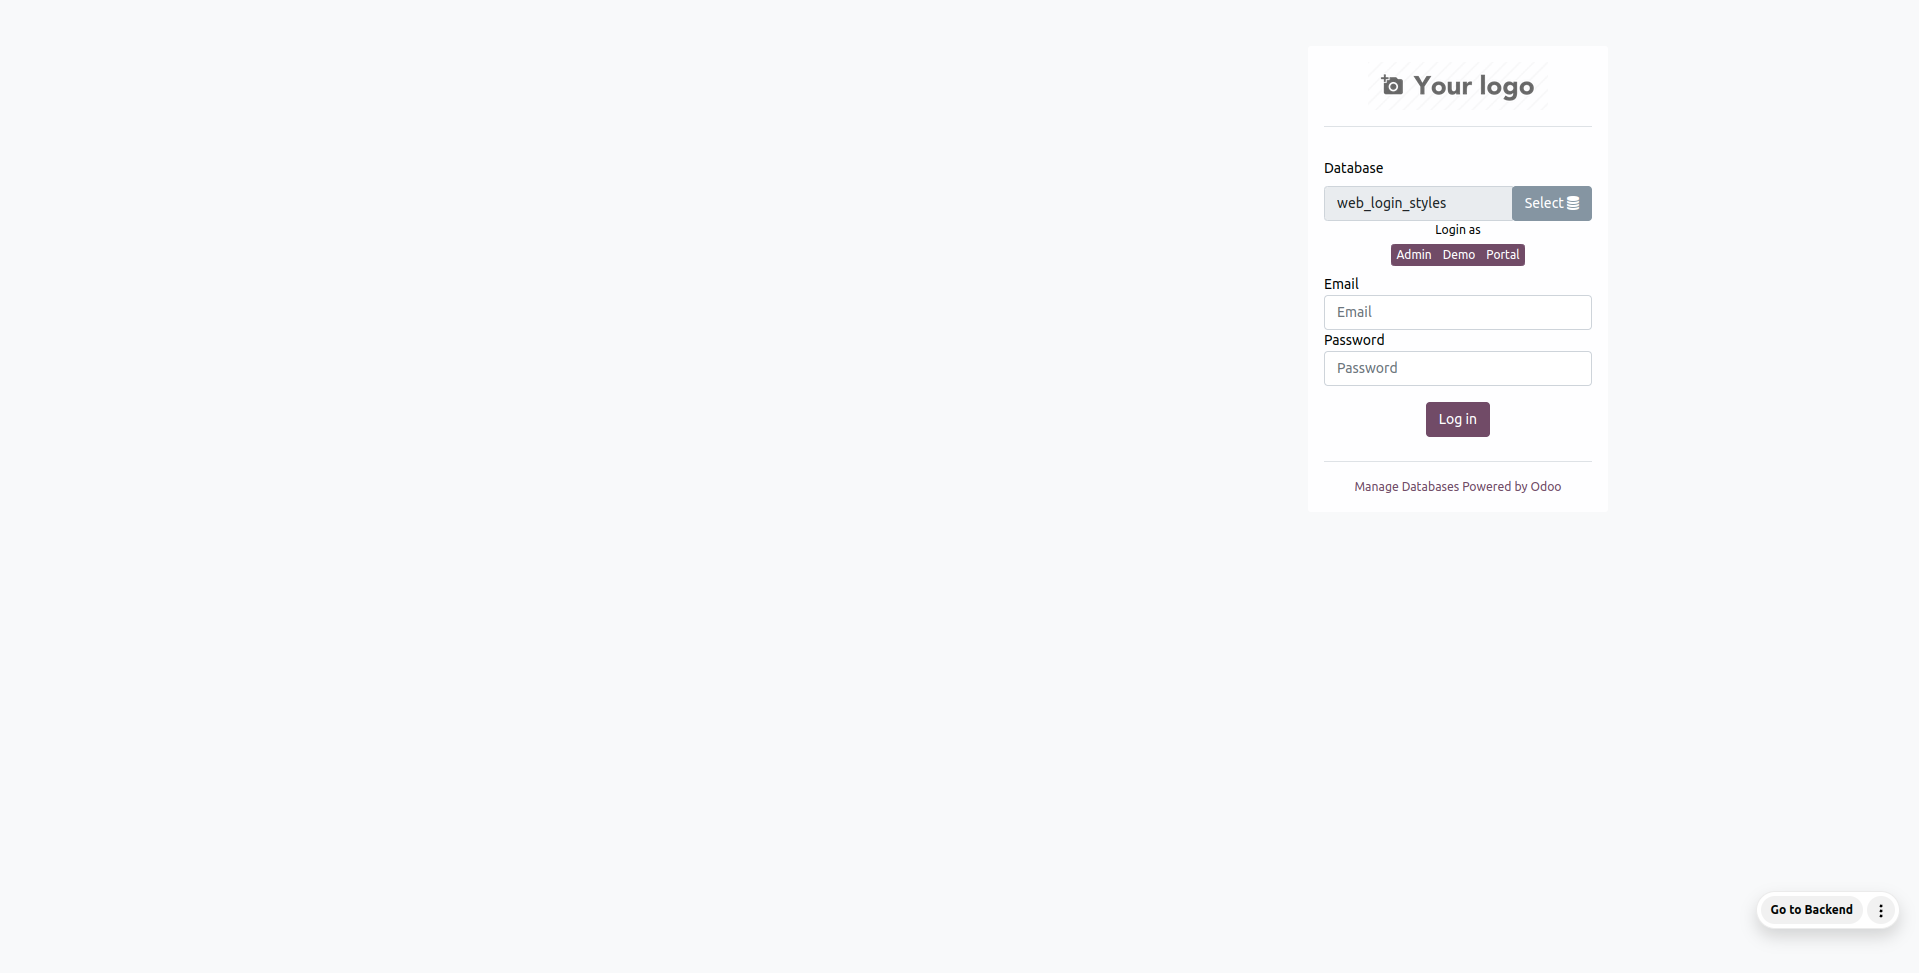 Your logo
Database
web_login_styles Select
Login as
Admin Demo Portal
Email
Email
Password
Password
Log in
Manage Databases Powered by Odoo
Go to Backend